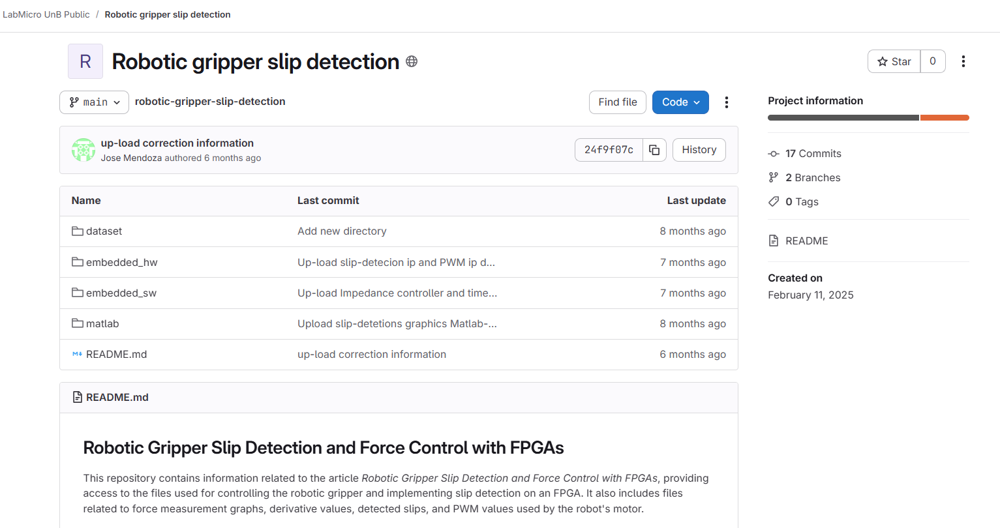 LabMicro UnB Public / Robotic gripper slip detection
R
Robotic gripper slip detection
Star 0
main
robotic-gripper-slip-detection
Find file
Code
up-load correction information
Jose Mendoza authored 6 months ago
24f9f07c
History
Name Last commit Last update
dataset Add new directory 8 months ago
embedded_hw Up-load slip-detecion ip and PWM ip d... 7 months ago
embedded_sw Up-load Impedance controller and time... 7 months ago
matlab Upload slip-detetions graphics Matlab-... 8 months ago
README.md up-load correction information 6 months ago
README.md
Robotic Gripper Slip Detection and Force Control with FPGAs
This repository contains information related to the article Robotic Gripper Slip Detection and Force Control with FPGAs, providing
access to the files used for controlling the robotic gripper and implementing slip detection on an FPGA. It also includes files
related to force measurement graphs, derivative values, detected slips, and PWM values used by the robot's motor.
Project information
17 Commits
2 Branches
0 Tags
README
Created on
February 11, 2025